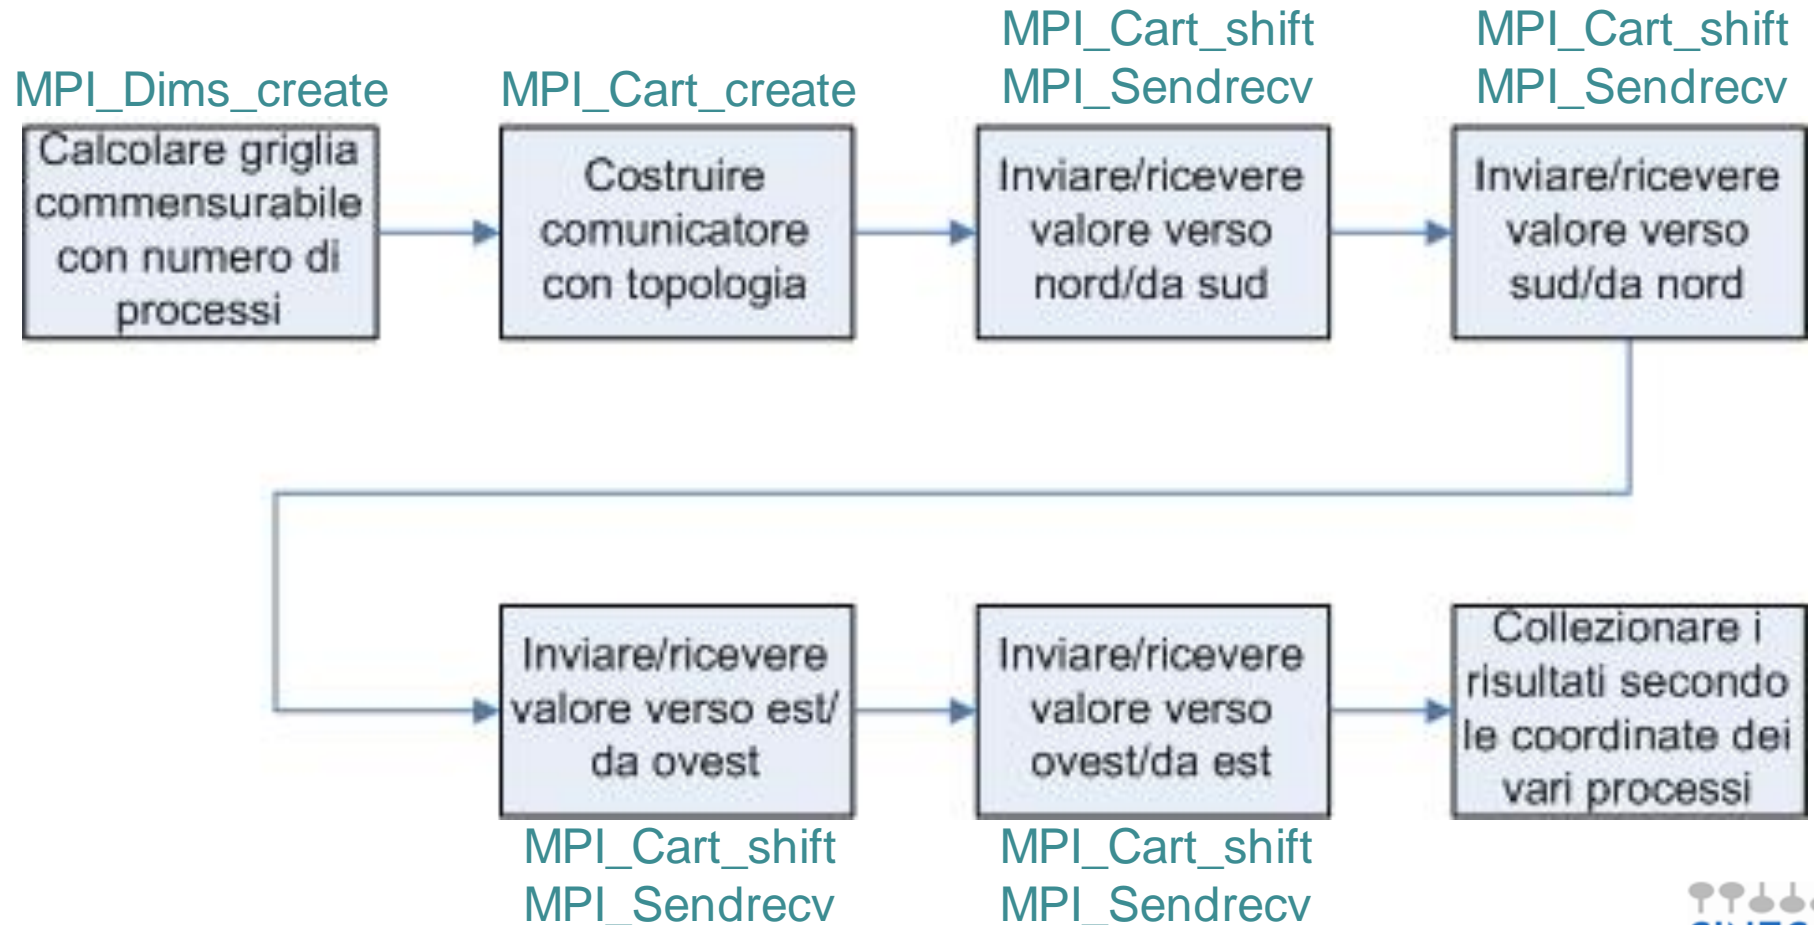 MPI_Dims_create
Calcolare griglia
commensurabile
con numero di
processi
MPI_Cart_create
Costruire
comunicatore
con topologia
MPI_Cart_shift
MPI_Sendrecv
Inviare/ricevere
valore verso
nord/da sud
MPI_Cart_shift
MPI_Sendrecv
Inviare/ricevere
valore verso
sud/da nord
Inviare/ricevere
valore verso est/
da ovest
MPI_Cart_shift
MPI_Sendrecv
Inviare/ricevere
valore verso
ovest/da est
MPI_Cart_shift
MPI_Sendrecv
Collezionare i
risultati secondo
le coordinate dei
vari processi